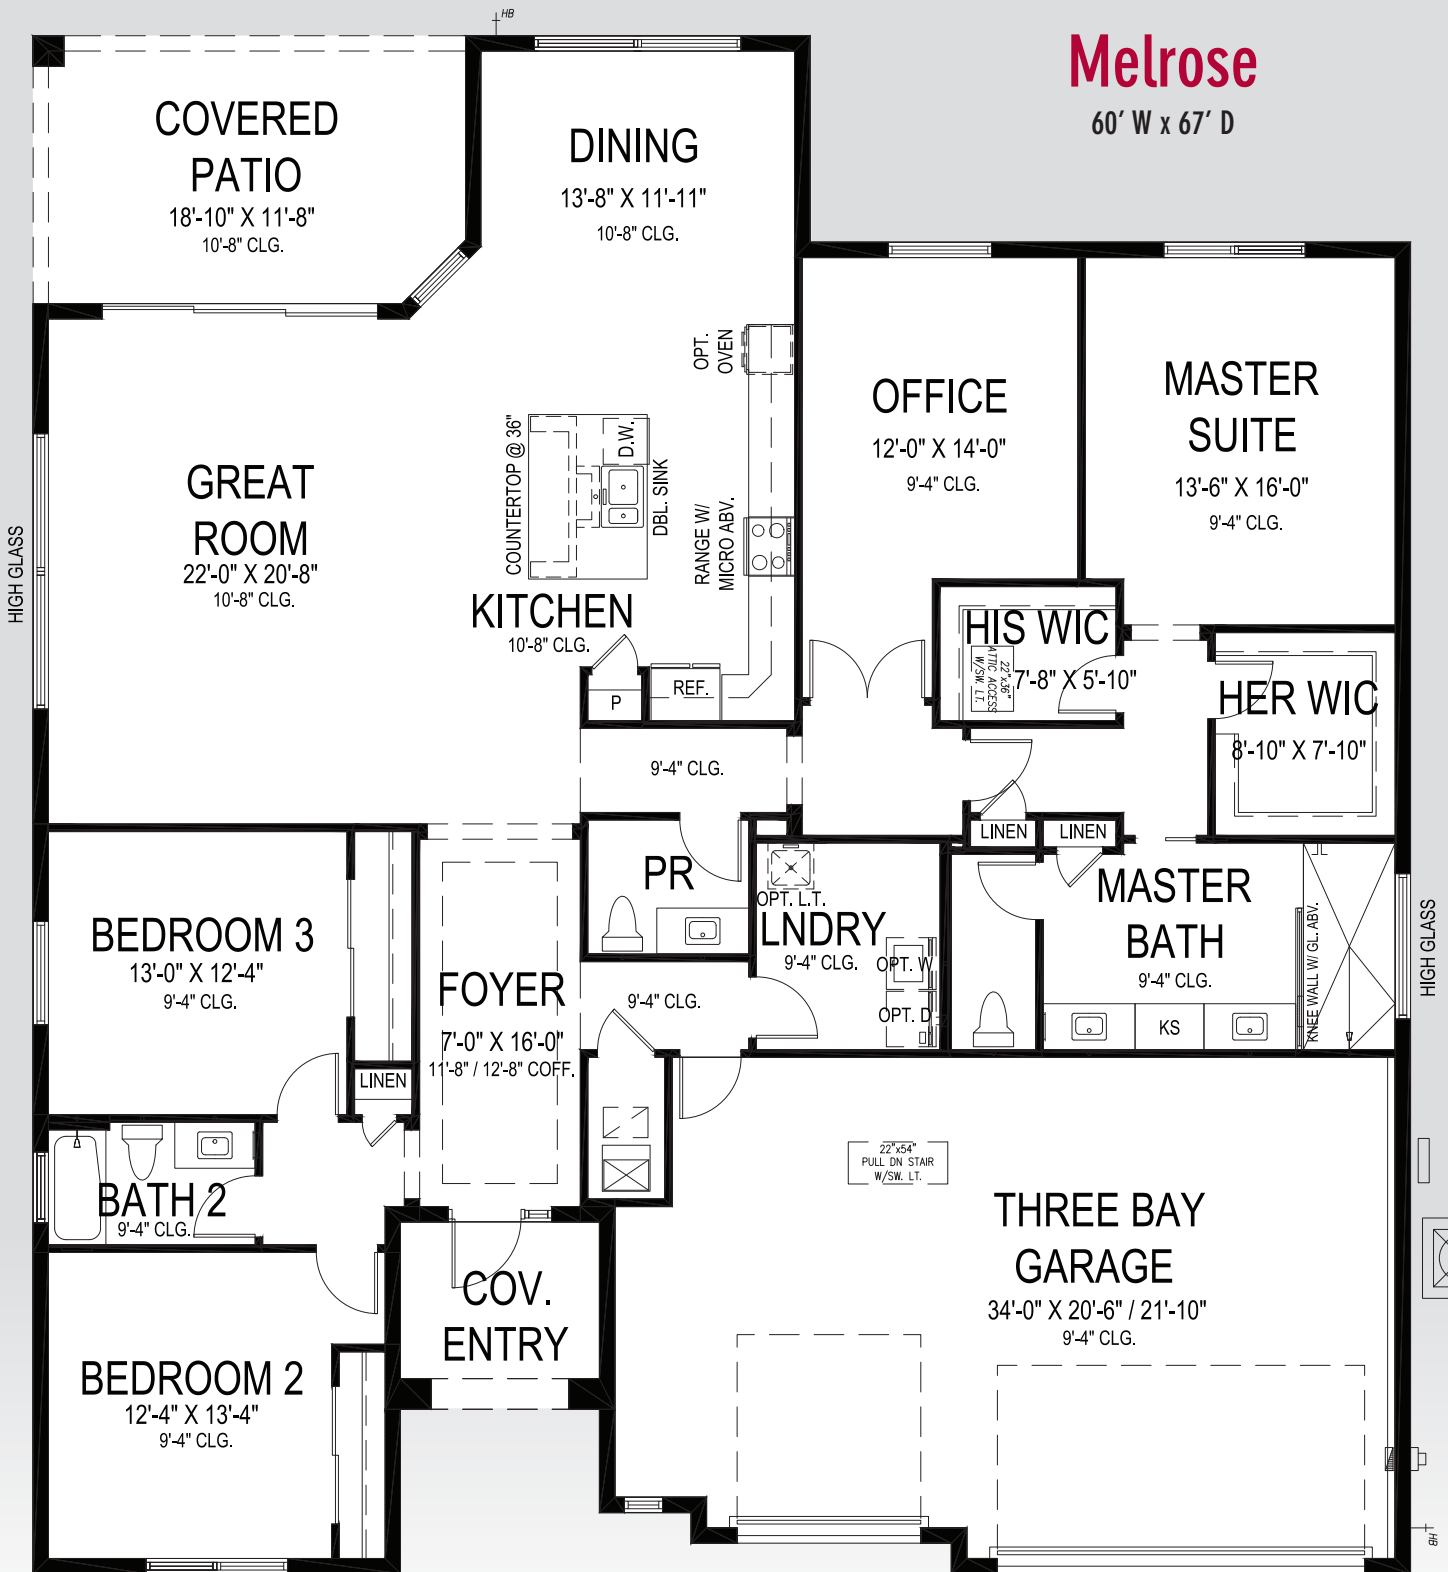 HB
Melrose
60' W x 67' D
COVERED
PATIO
18'-10" X 11'-8"
10'-8" CLG.
DINING
13'-8" X 11'-11"
10'-8" CLG.
OPT.
OVEN
OFFICE
12'-0" X 14'-0"
9'-4" CLG.
MASTER
SUITE
13'-6" X 16'-0"
9'-4" CLG.
GREAT
ROOM
22'-0" X 20'-8"
10'-8" CLG.
HIGH GLASS
COUNTERTOP @ 36"
D.W.
DBL. SINK
RANGE W/
MICRO ABV.
KITCHEN
10'-8" CLG.
P
REF.
HIS WIC
7'-8" X 5'-10"
22"x36"
ATTIC ACCESS
W/SW. LT.
HER WIC
8'-10" X 7'-10"
9'-4" CLG.
LINEN
LINEN
PR
OPT. L.T.
LNDRY
9'-4" CLG.
OPT. W
OPT. D
MASTER
BATH
9'-4" CLG.
KS
KNEE WALL W/ GL. ABV.
HIGH GLASS
BEDROOM 3
13'-0" X 12'-4"
9'-4" CLG.
FOYER
7'-0" X 16'-0"
11'-8" / 12'-8" COFF.
9'-4" CLG.
LINEN
BATH 2
9'-4" CLG.
22"x54"
PULL DN STAIR
W/SW. LT.
THREE BAY
GARAGE
34'-0" X 20'-6" / 21'-10"
9'-4" CLG.
COV.
ENTRY
BEDROOM 2
12'-4" X 13'-4"
9'-4" CLG.
HB